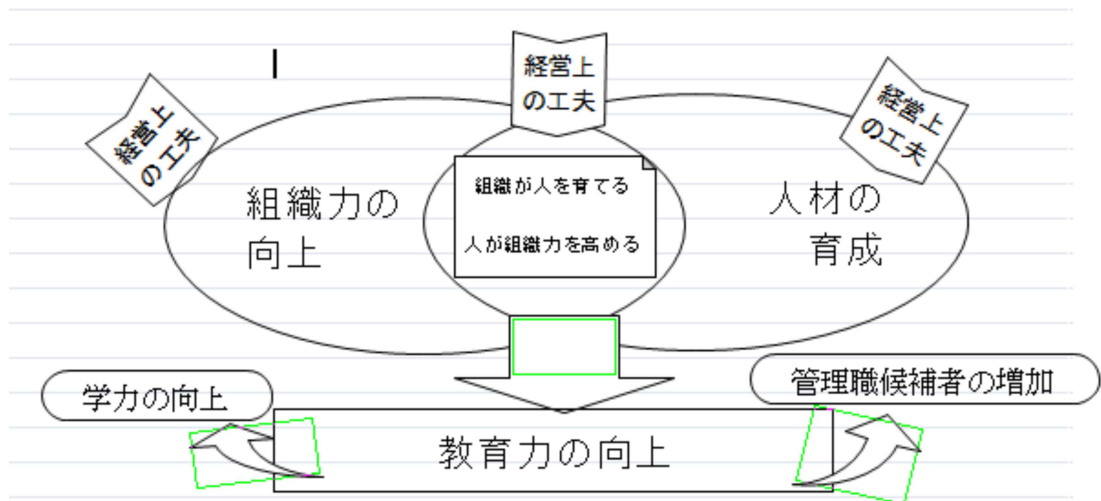 経営上
の工夫
経営上
の工夫
経営上
の工夫
組織力の
向上
組織が人を育てる
人が組織力を高める
人材の
育成
学力の向上
管理職候補者の増加
教育力の向上